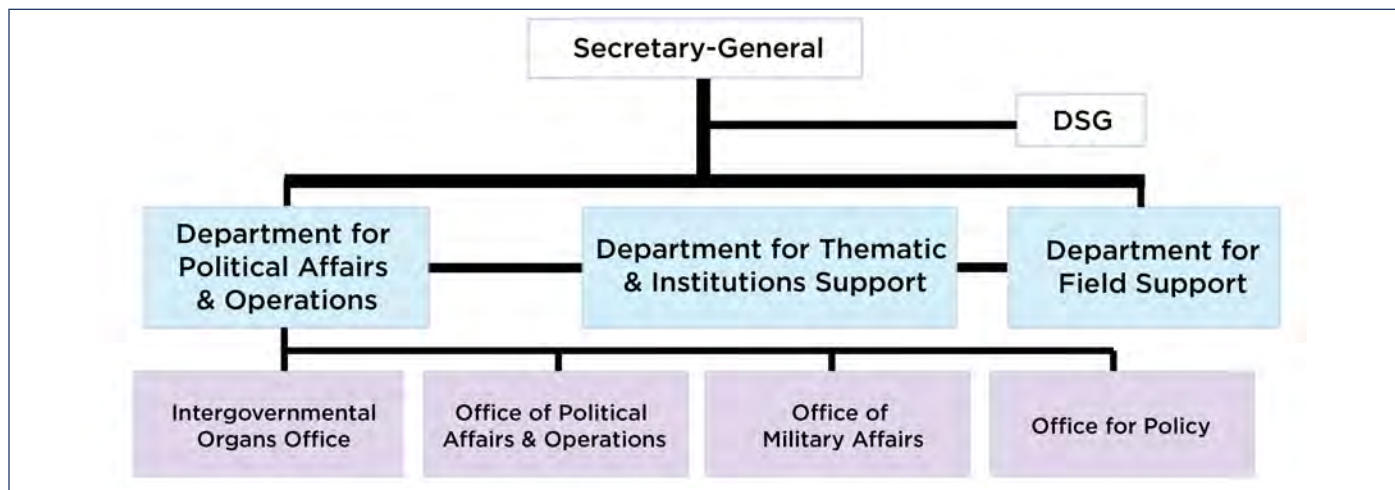 Secretary-General
DSG
Department for
Political Affairs
& Operations
Department for Thematic
& Institutions Support
Department for
Field Support
Intergovernmental
Organs Office
Office of Political
Affairs & Operations
Office of
Military Affairs
Office for Policy